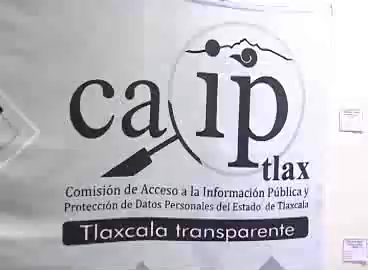 caip
tlax
Comisión de Acceso a la Información Pública y
Protección de Datos Personales del Estado de Tlaxcala
Tlaxcala transparente